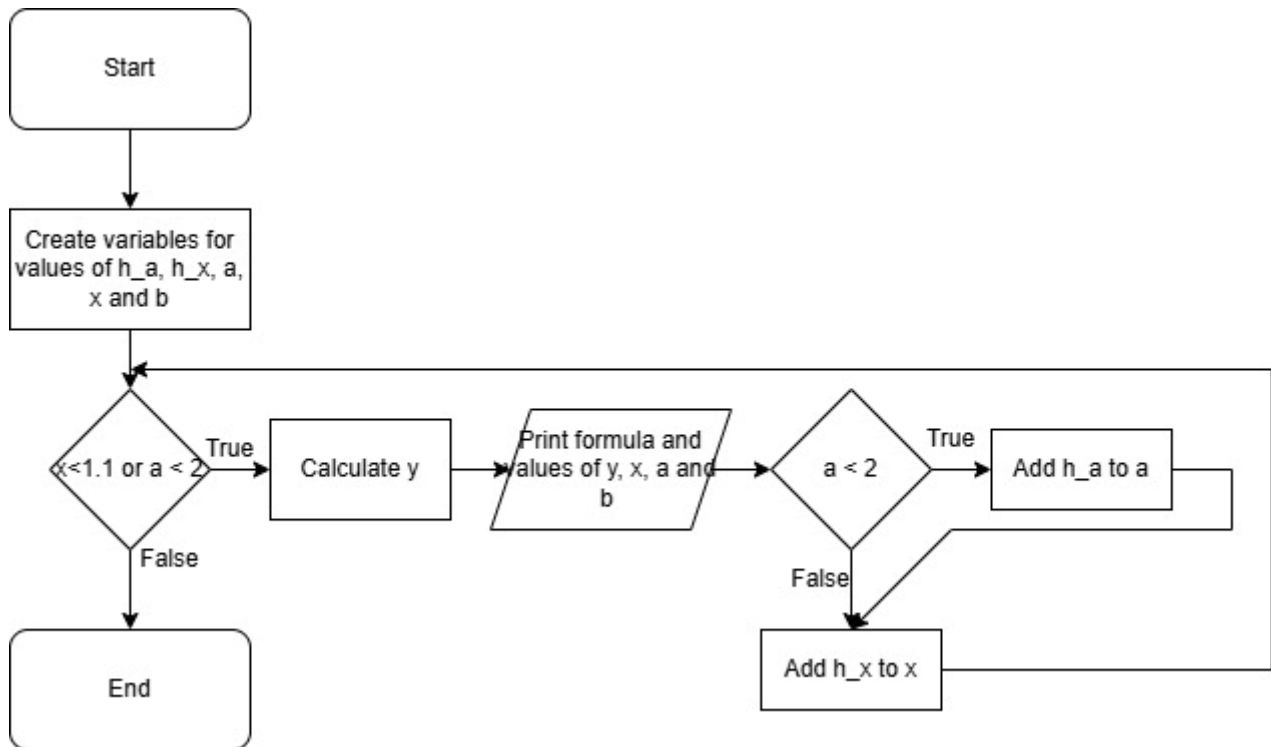 Start
Create variables for
values of h_a, h_x, a,
x and b
x<1.1 or a < 2
True
False
Calculate y
Print formula and
values of y, x, a and
b
a < 2
True
False
Add h_a to a
Add h_x to x
End